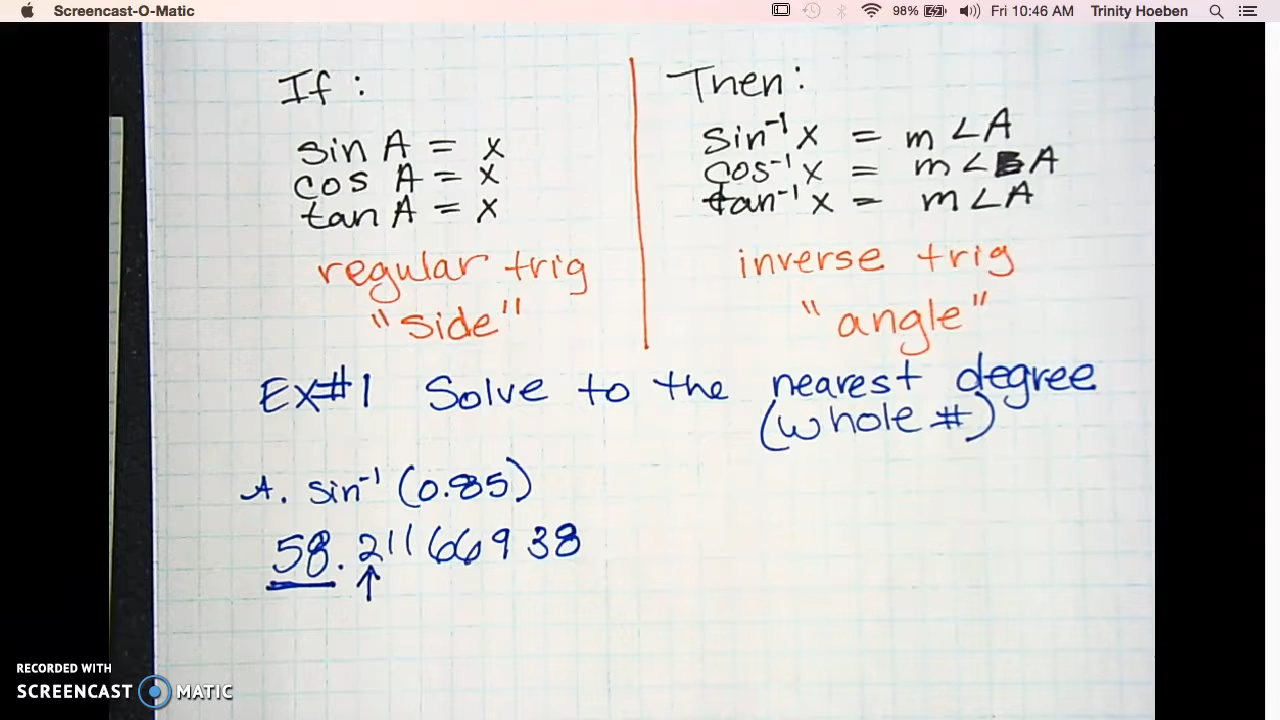 Screencast-O-Matic 98% Fri 10:46 AM Trinity Hoeben
If :
sin A = x
cos A = x
tan A = x
regular trig
"side"
Then :
sin⁻¹ x = m ∠A
cos⁻¹ x = m ∠A
tan⁻¹ x = m ∠A
inverse trig
"angle"
Ex#1 Solve to the nearest degree
(whole #)
A. sin⁻¹ (0.85)
58.21166938
RECORDED WITH
SCREENCAST MATIC